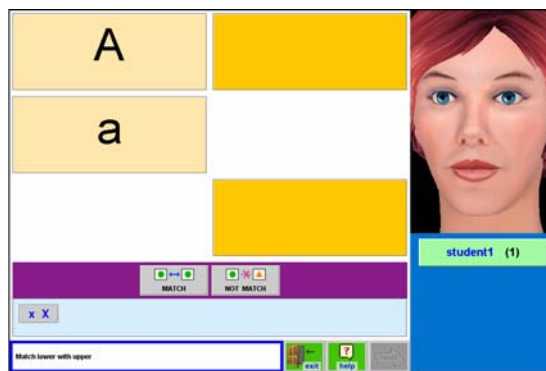 A
a
MATCH
NOT MATCH
x X
Match lower with upper
exit
help
?
student1 (1)